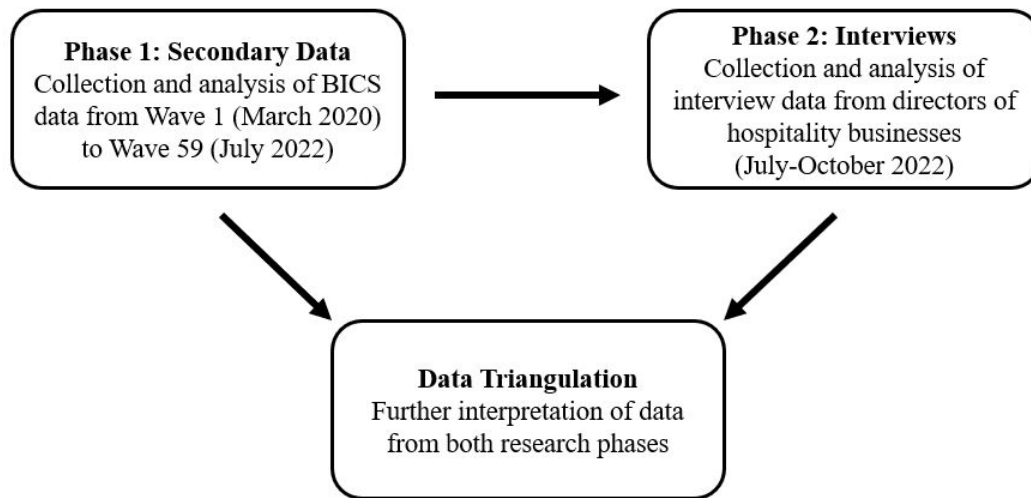 Phase 1: Secondary Data
Collection and analysis of BICS
data from Wave 1 (March 2020)
to Wave 59 (July 2022)
Phase 2: Interviews
Collection and analysis of
interview data from directors of
hospitality businesses
(July-October 2022)
Data Triangulation
Further interpretation of data
from both research phases